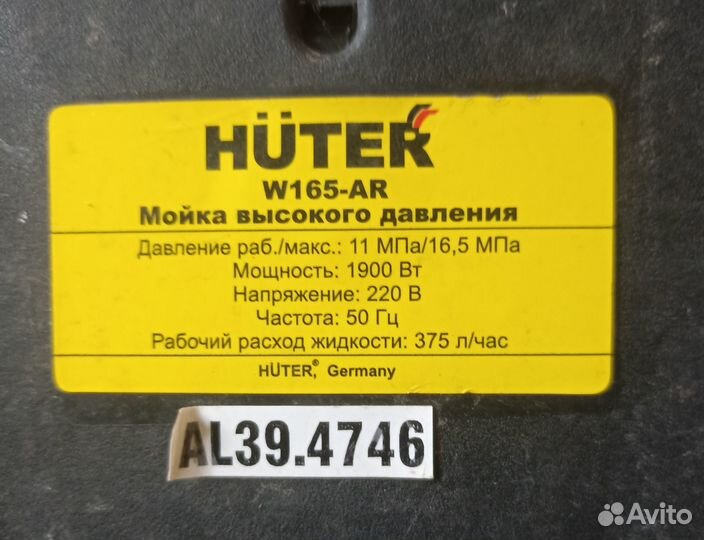 HÜTER
W165-AR
Мойка высокого давления
Давление раб./макс.: 11 МПа/16,5 МПа
Мощность: 1900 Вт
Напряжение: 220 В
Частота: 50 Гц
Рабочий расход жидкости: 375 л/час
HÜTER,® Germany
AL39.4746
Avito